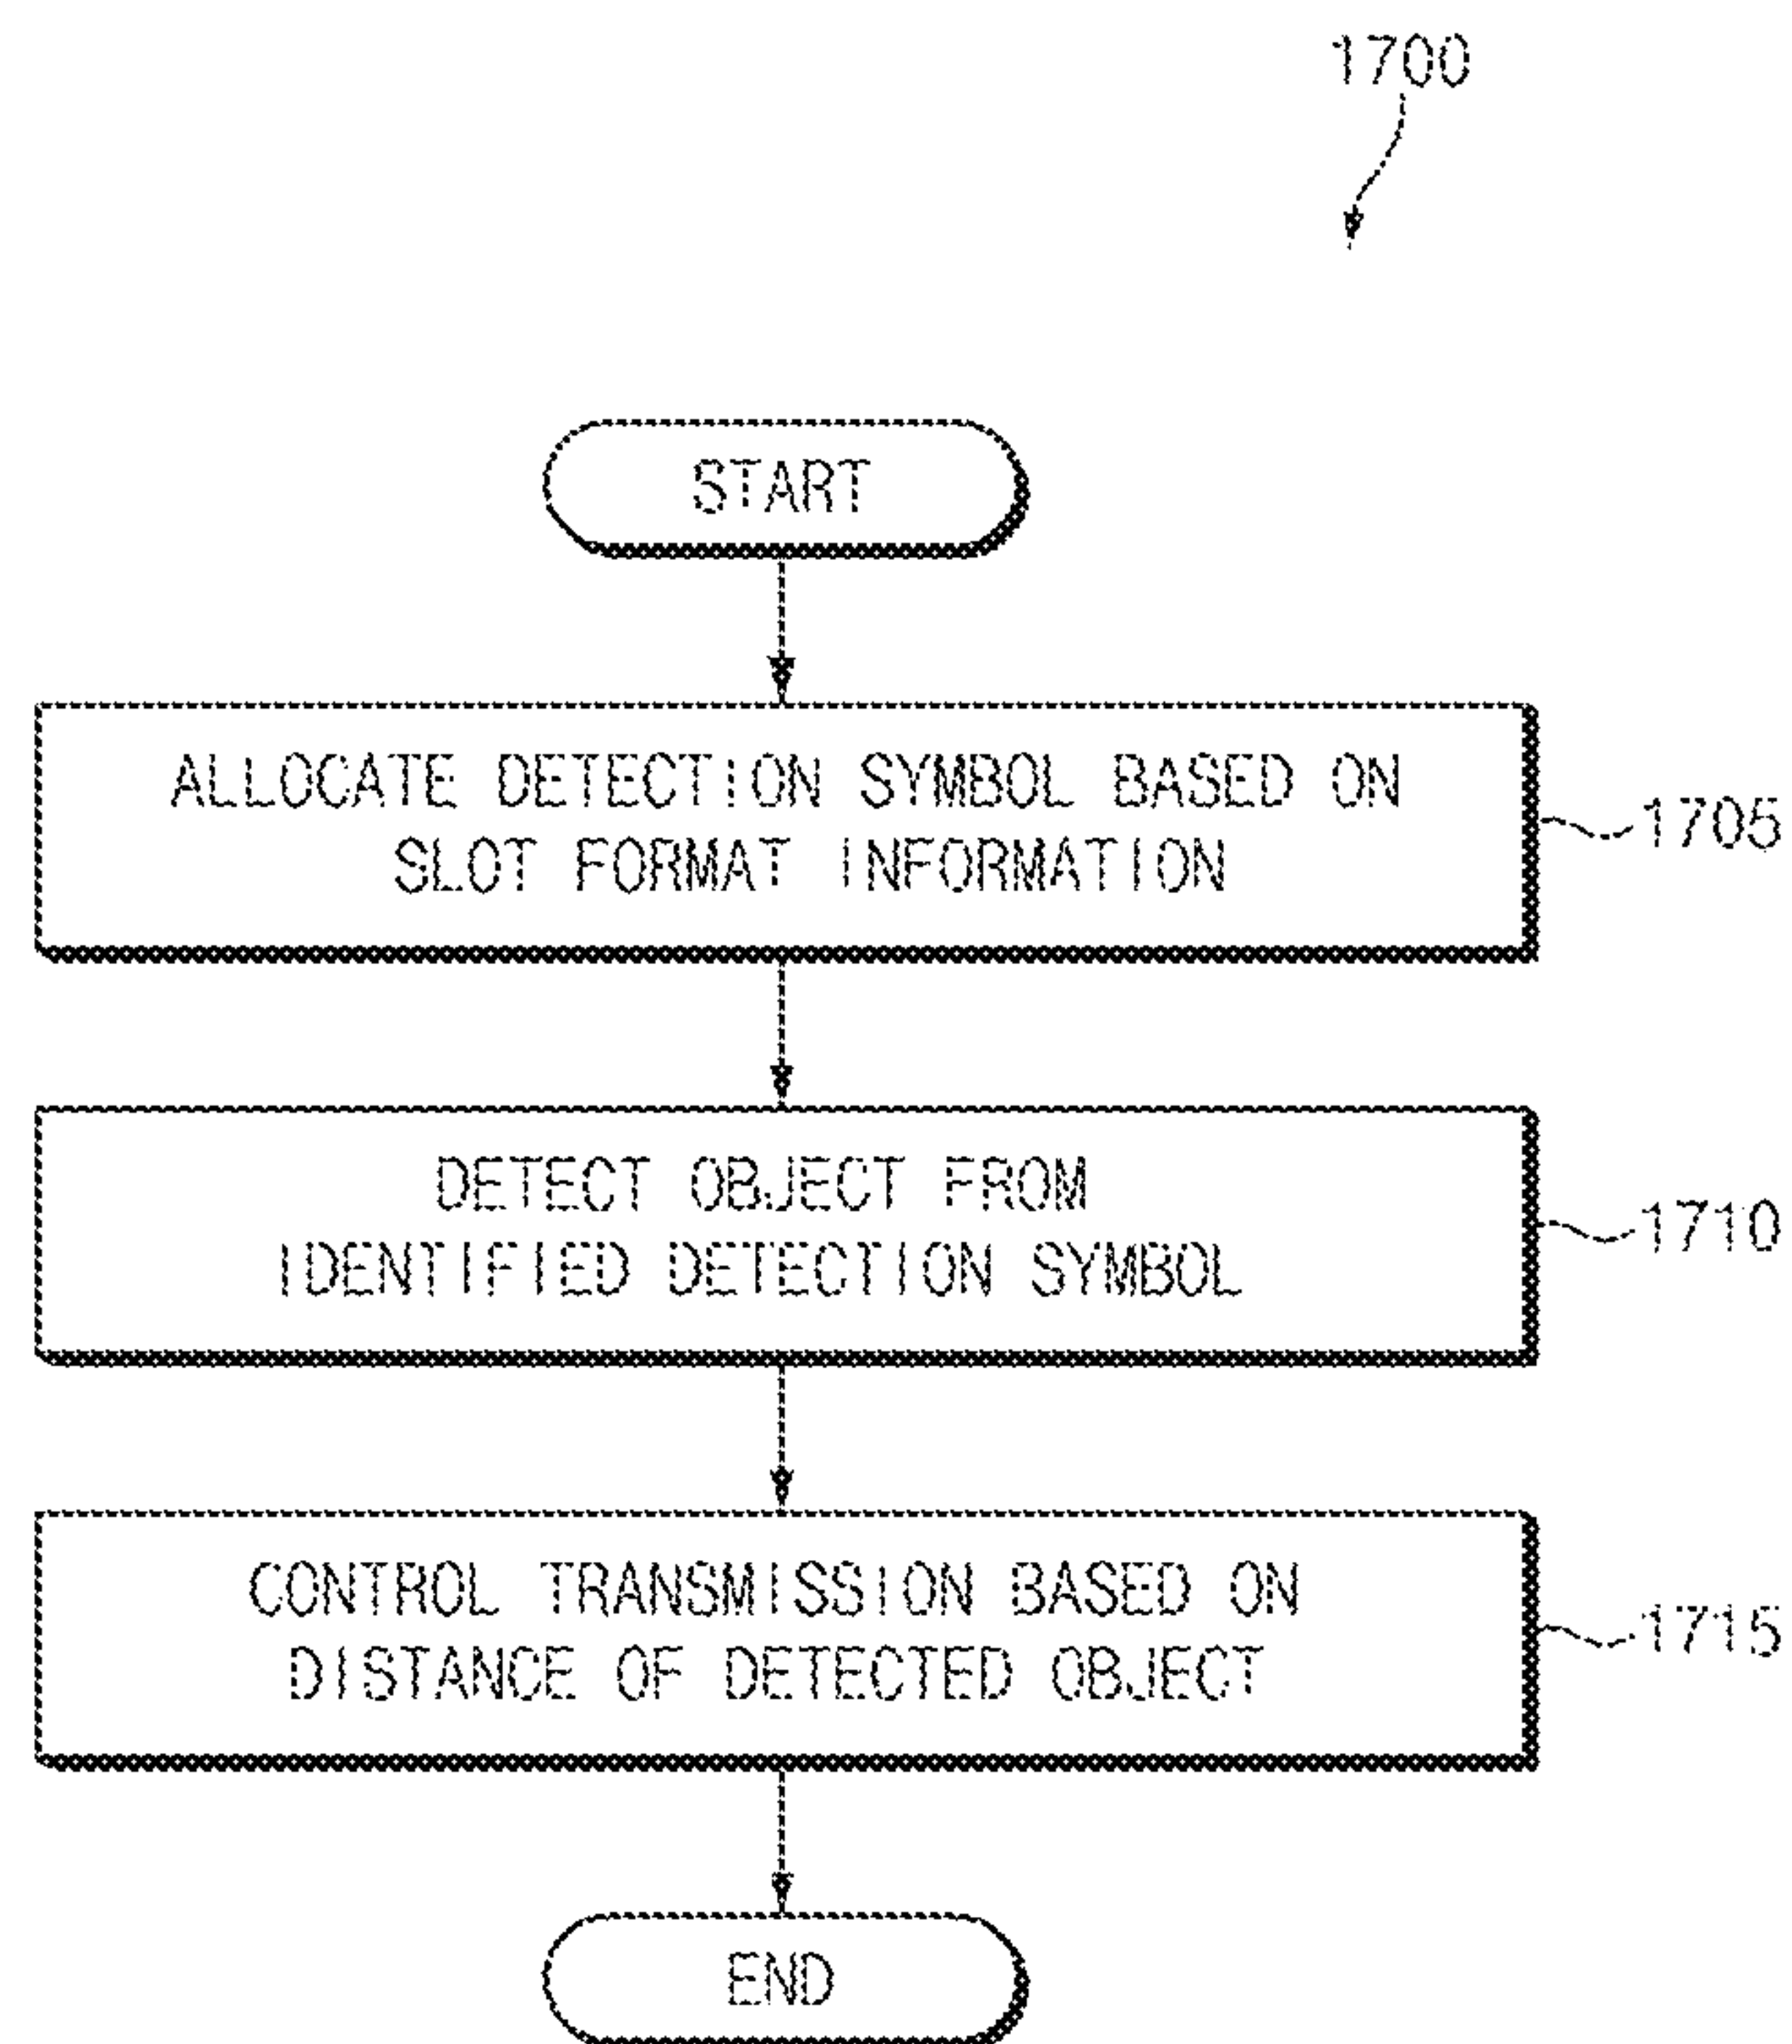 1700
START
ALLOCATE DETECTION SYMBOL BASED ON
SLOT FORMAT INFORMATION
1705
DETECT OBJECT FROM
IDENTIFIED DETECTION SYMBOL
1710
CONTROL TRANSMISSION BASED ON
DISTANCE OF DETECTED OBJECT
1715
END